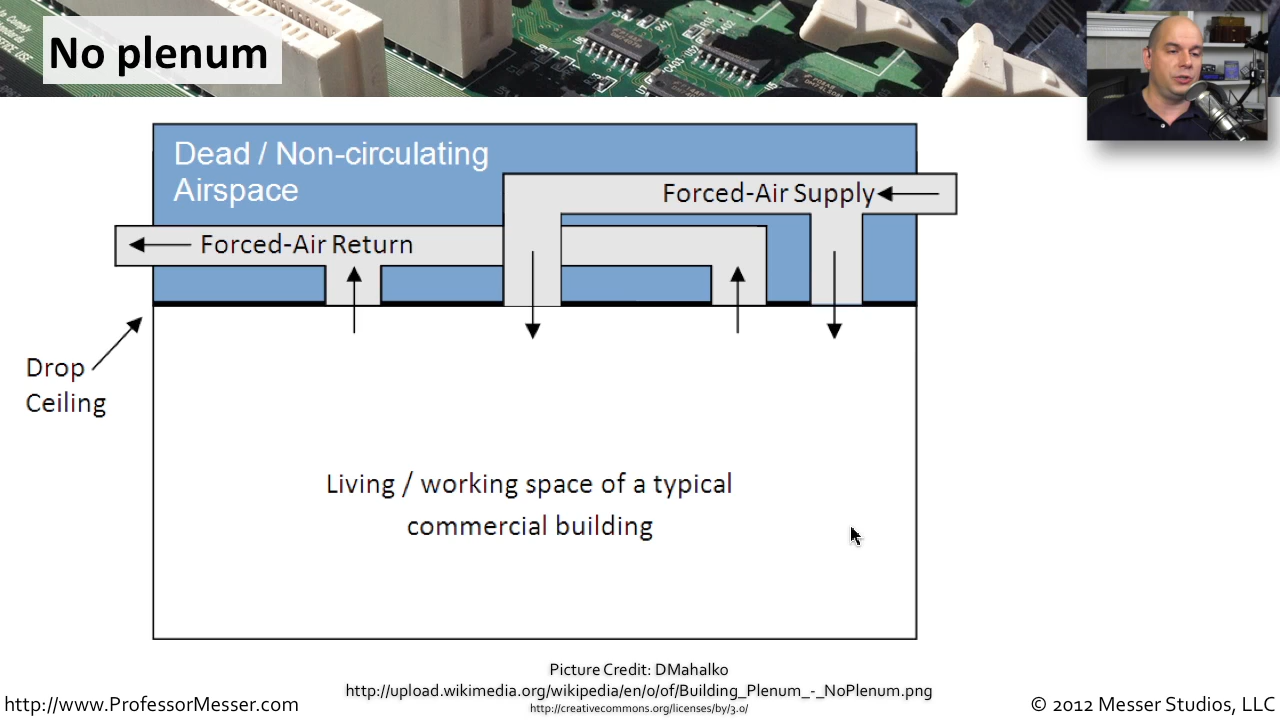 No plenum
Dead / Non-circulating
Airspace
Forced-Air Supply
Forced-Air Return
Drop
Ceiling
Living / working space of a typical
commercial building
Picture Credit: DMahalko
http://upload.wikimedia.org/wikipedia/en/o/of/Building_Plenum_-_NoPlenum.png
http://creativecommons.org/licenses/by/3.0/
http://www.ProfessorMesser.com
© 2012 Messer Studios, LLC